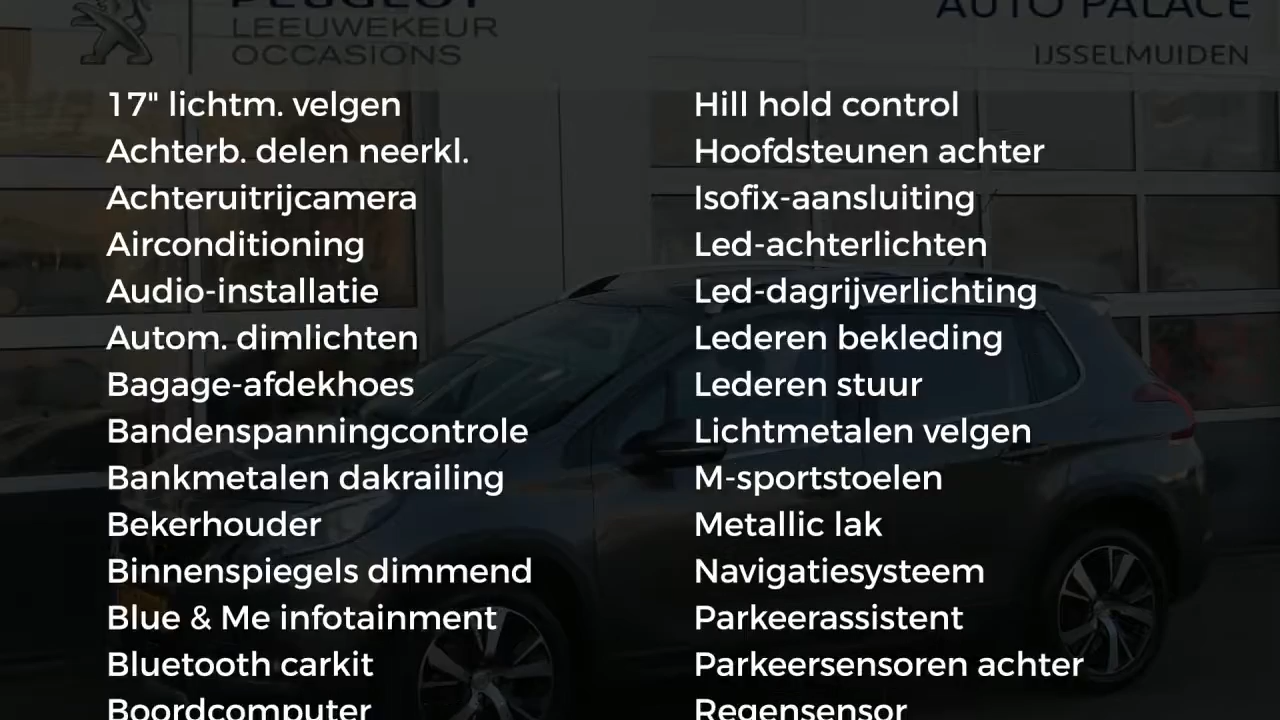 PEUGEOT
LEEUWEKEUR
OCCASIONS
AUTO PALACE
IJSSELMUIDEN
17" lichtm. velgen
Achterb. delen neerkl.
Achteruitrijcamera
Airconditioning
Audio-installatie
Autom. dimlichten
Bagage-afdekhoes
Bandenspanningcontrole
Bankmetalen dakrailing
Bekerhouder
Binnenspiegels dimmend
Blue & Me infotainment
Bluetooth carkit
Boordcomputer
Hill hold control
Hoofdsteunen achter
Isofix-aansluiting
Led-achterlichten
Led-dagrijverlichting
Lederen bekleding
Lederen stuur
Lichtmetalen velgen
M-sportstoelen
Metallic lak
Navigatiesysteem
Parkeerassistent
Parkeersensoren achter
Regensensor